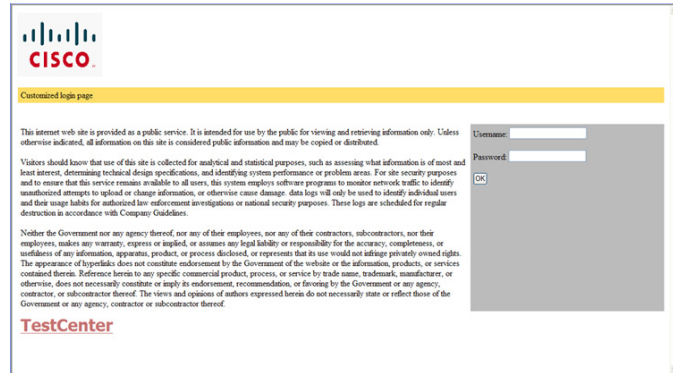 CISCO
Customized login page
This internet web site is provided as a public service. It is intended for use by the public for viewing and retrieving information only. Unless
otherwise indicated, all information on this site is considered public information and may be copied or distributed.
Visitors should know that use of this site is collected for analytical and statistical purposes, such as assessing what information is of most and
least interest, determining technical design specifications, and identifying system performance or problem areas. For site security purposes
and to ensure that this service remains available to all users, this system employs software programs to monitor network traffic to identify
unauthorized attempts to upload or change information, or otherwise cause damage. data logs will only be used to identify individual users
and their usage habits for authorized law enforcement investigations or national security purposes. These logs are scheduled for regular
destruction in accordance with Company Guidelines.
Neither the Government nor any agency thereof, nor any of their employees, nor any of their contractors, subcontractors, nor their
employees, makes any warranty, express or implied, or assumes any legal liability or responsibility for the accuracy, completeness, or
usefulness of any information, apparatus, product, or process disclosed, or represents that its use would not infringe privately owned rights.
The appearance of hyperlinks does not constitute endorsement by the Government of the website or the information, products, or services
contained therein. Reference herein to any specific commercial product, process, or service by trade name, trademark, manufacturer, or
otherwise, does not necessarily constitute or imply its endorsement, recommendation, or favoring by the Government or any agency,
contractor, or subcontractor thereof. The views and opinions of authors expressed herein do not necessarily state or reflect those of the
Government or any agency, contractor or subcontractor thereof.
TestCenter
Username:
Password:
OK